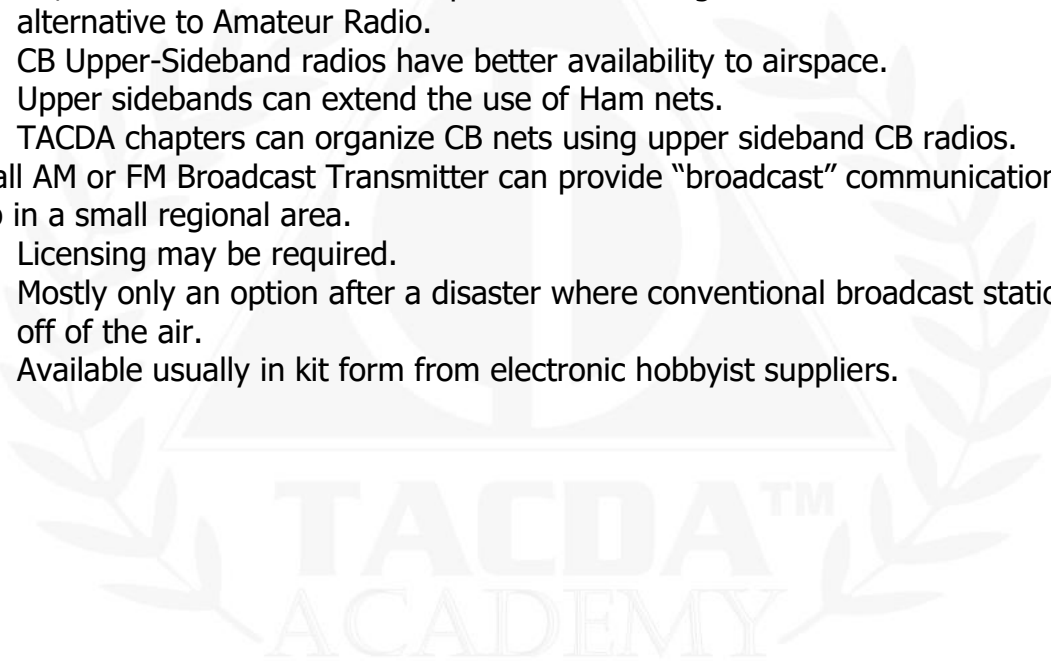 alternative to Amateur Radio.
CB Upper-Sideband radios have better availability to airspace.
Upper sidebands can extend the use of Ham nets.
TACDA chapters can organize CB nets using upper sideband CB radios.
all AM or FM Broadcast Transmitter can provide “broadcast” communication
in a small regional area.
Licensing may be required.
Mostly only an option after a disaster where conventional broadcast
off of the air.
Available usually in kit form from electronic hobbyist suppliers.
TACDA™
ACADEMY